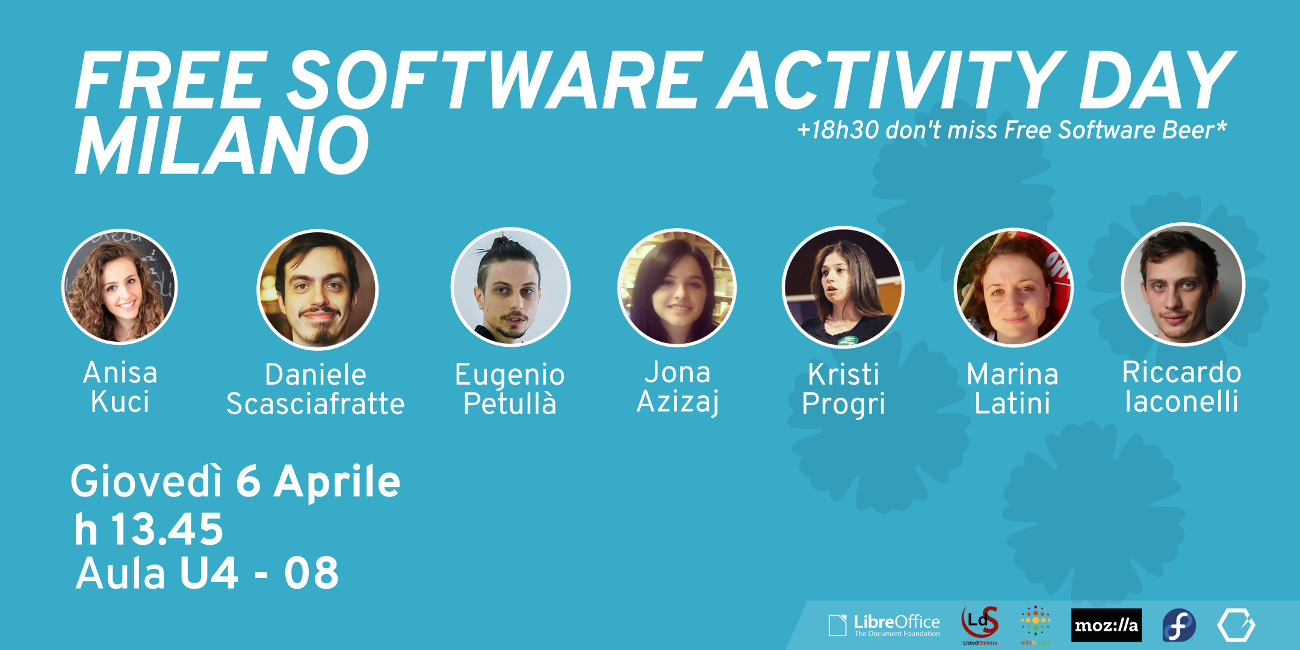 FREE SOFTWARE ACTIVITY DAY
MILANO
+18h30 don't miss Free Software Beer*
Anisa
Kuci
Daniele
Scasciafratte
Eugenio
Petullà
Jona
Azizaj
Kristi
Progri
Marina
Latini
Riccardo
Iaconelli
Giovedì 6 Aprile
h 13.45
Aula U4 - 08
LibreOffice
The Document Foundation
LdS
ListediSinistra
moz://a